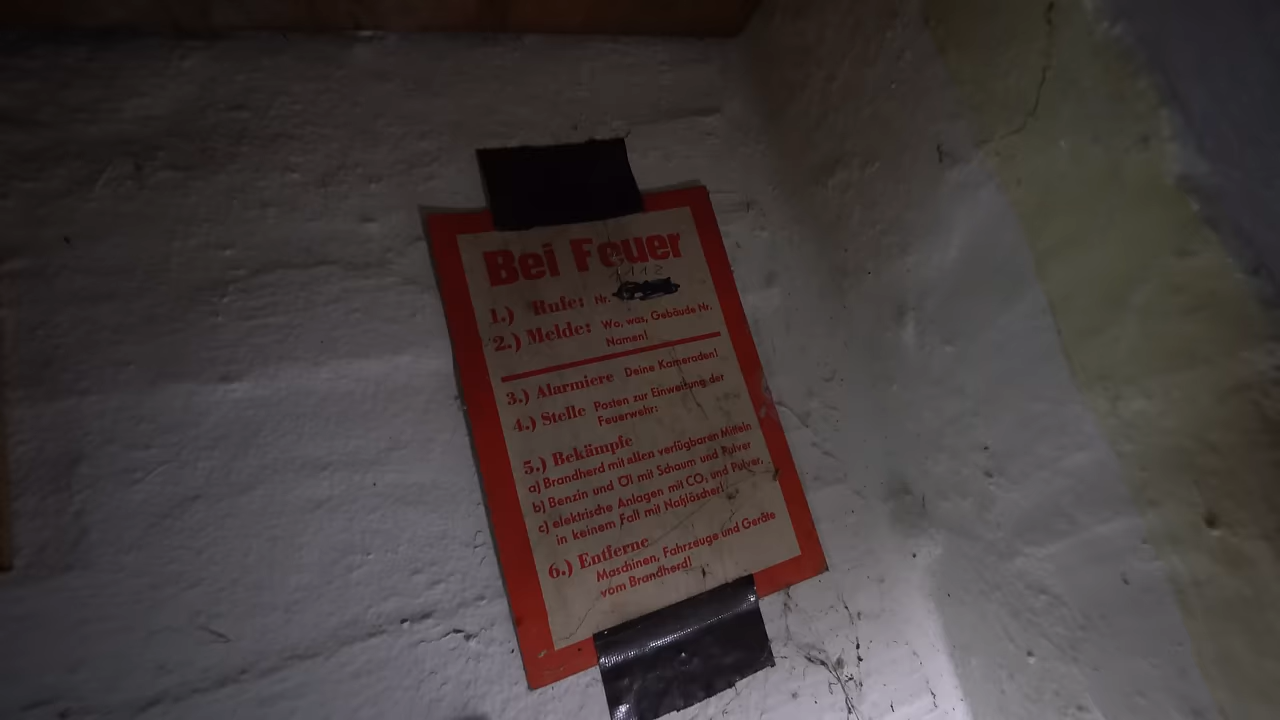 Bei Feuer
112
1.) Rufe: Nr.
2.) Melde: Wo, was, Gebäude Nr.
Namen!
3.) Alarmiere Deine Kameraden!
4.) Stelle Posten zur Einweisung der
Feuerwehr:
5.) Bekämpfe
a) Brandherd mit allen verfügbaren Mitteln
b) Benzin und Öl mit Schaum und Pulver
c) elektrische Anlagen mit CO₂ und Pulver,
in keinem Fall mit Naßlöscher!
6.) Entferne
Maschinen, Fahrzeuge und Geräte
vom Brandherd!